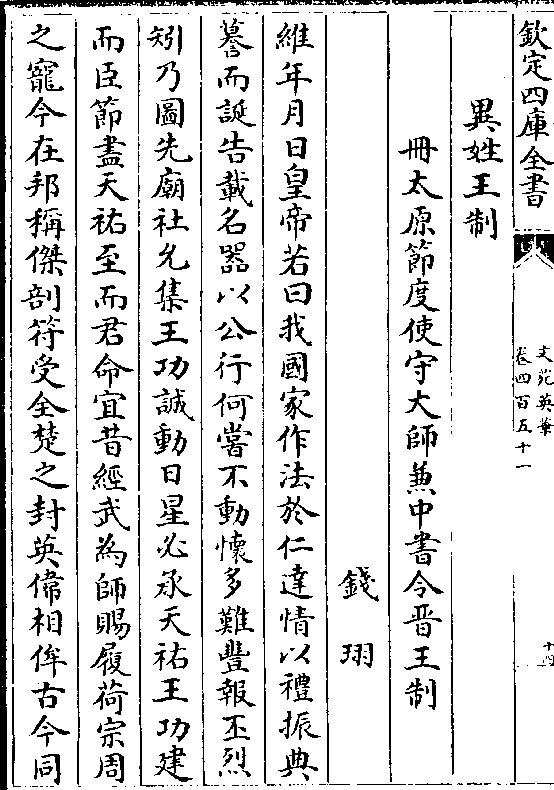 欽定四庫全書
文苑英華
卷四百五十一
十四
異姓王制
冊太原節度使守大師兼中書令晉王制
錢珝
維年月日皇帝若曰我國家作法於仁達情以禮振典
謩而誕告載名器以公行何嘗不動懷多難豐報丕烈
矧乃圖先廟社允集王功誠動日星必承天祐王功建
而臣節盡天祐至而君命宜昔經武為師賜履荷宗周
之寵今在邦稱傑剖符受全楚之封英偉相侔古今同